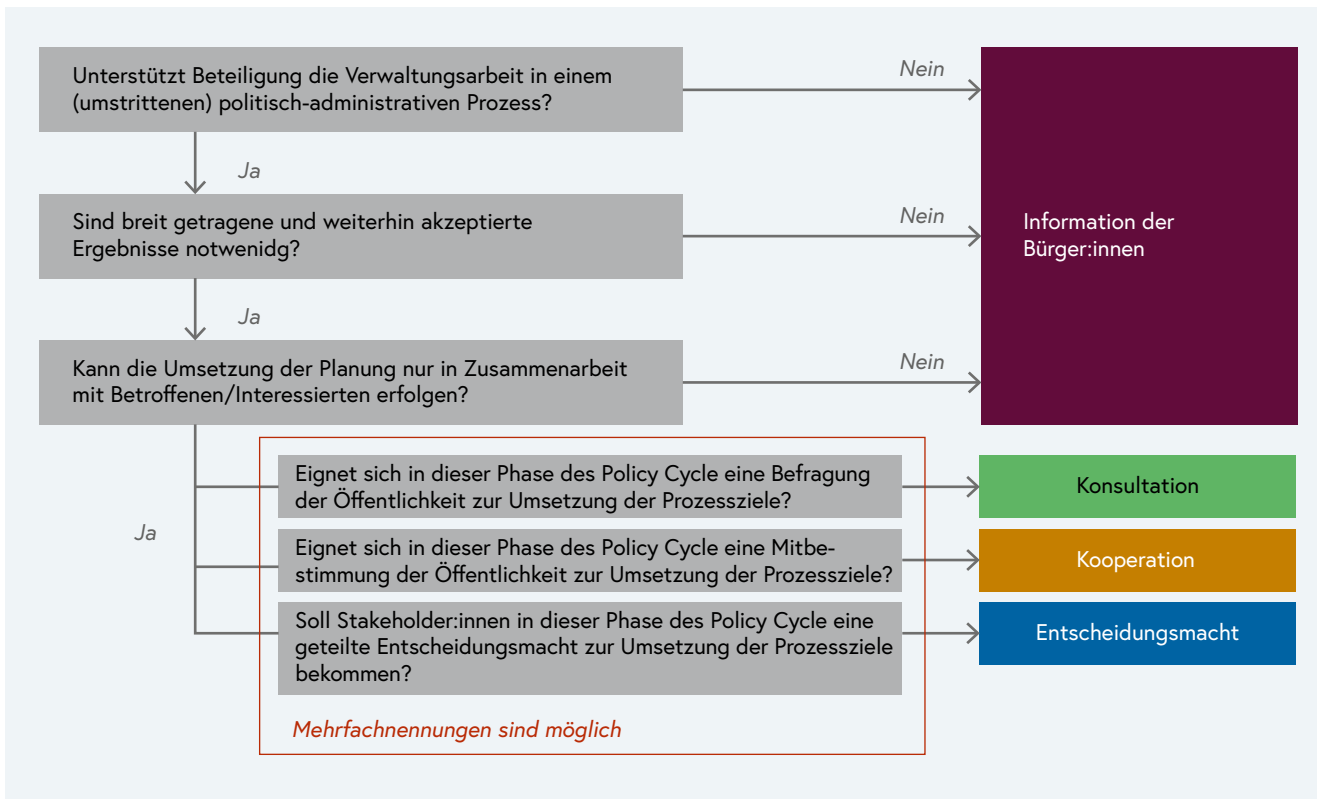 Unterstützt Beteiligung die Verwaltungsarbeit in einem
(umstrittenen) politisch-administrativen Prozess?
Nein
Ja
Sind breit getragene und weiterhin akzeptierte
Ergebnisse notwenidg?
Nein
Information der
Bürger:innen
Ja
Kann die Umsetzung der Planung nur in Zusammenarbeit
mit Betroffenen/Interessierten erfolgen?
Nein
Ja
Eignet sich in dieser Phase des Policy Cycle eine Befragung
der Öffentlichkeit zur Umsetzung der Prozessziele?
Konsultation
Eignet sich in dieser Phase des Policy Cycle eine Mitbe-
stimmung der Öffentlichkeit zur Umsetzung der Prozessziele?
Kooperation
Soll Stakeholder:innen in dieser Phase des Policy Cycle eine
geteilte Entscheidungsmacht zur Umsetzung der Prozessziele
bekommen?
Entscheidungsmacht
Mehrfachnennungen sind möglich